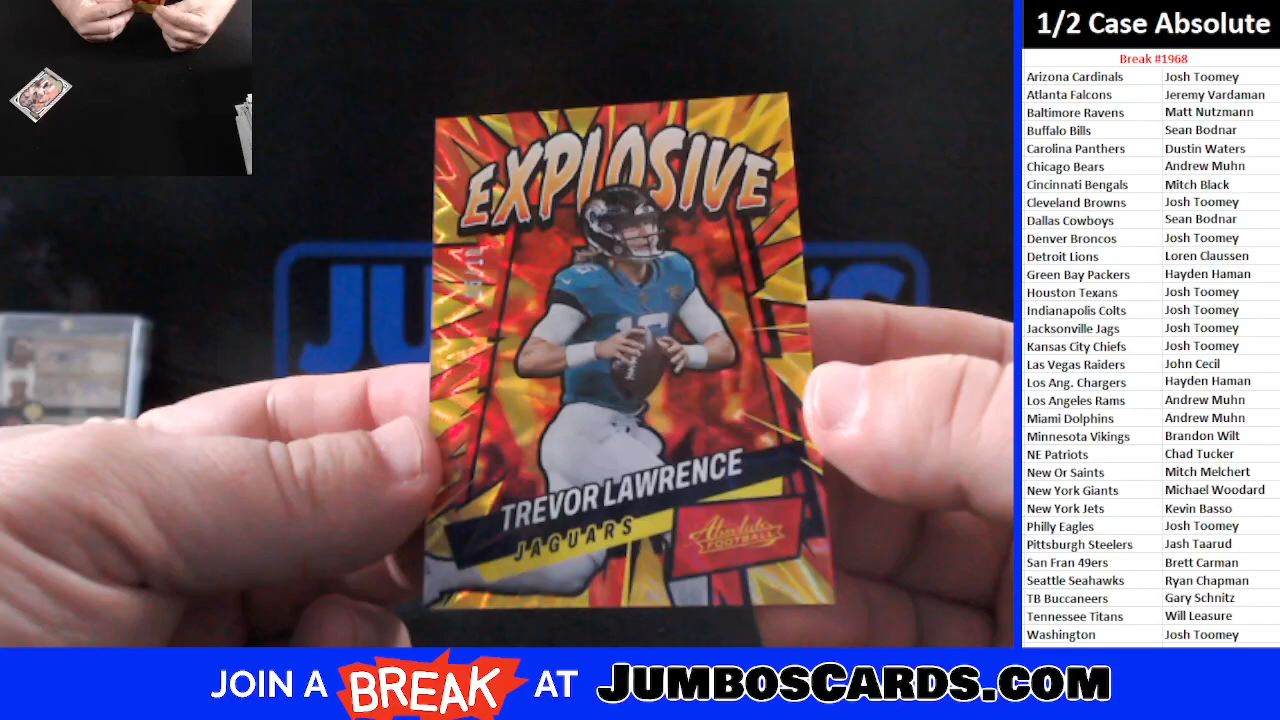 1/2 Case Absolute
Break #1968
Arizona Cardinals Josh Toomey
Atlanta Falcons Jeremy Vardaman
Baltimore Ravens Matt Nutzmann
Buffalo Bills Sean Bodnar
Carolina Panthers Dustin Waters
Chicago Bears Andrew Muhn
Cincinnati Bengals Mitch Black
Cleveland Browns Josh Toomey
Dallas Cowboys Sean Bodnar
Denver Broncos Josh Toomey
Detroit Lions Loren Claussen
Green Bay Packers Hayden Haman
Houston Texans Josh Toomey
Indianapolis Colts Josh Toomey
Jacksonville Jags Josh Toomey
Kansas City Chiefs Josh Toomey
Las Vegas Raiders John Cecil
Los Ang. Chargers Hayden Haman
Los Angeles Rams Andrew Muhn
Miami Dolphins Andrew Muhn
Minnesota Vikings Brandon Wilt
NE Patriots Chad Tucker
New Or Saints Mitch Melchert
New York Giants Michael Woodard
New York Jets Kevin Basso
Philly Eagles Josh Toomey
Pittsburgh Steelers Jash Taarud
San Fran 49ers Brett Carman
Seattle Seahawks Ryan Chapman
TB Buccaneers Gary Schnitz
Tennessee Titans Will Leasure
Washington Josh Toomey
EXPLOSIVE
16
TREVOR LAWRENCE
JAGUARS
Absolute
FOOTBALL
JOIN A BREAK AT JUMBOSCARDS.COM